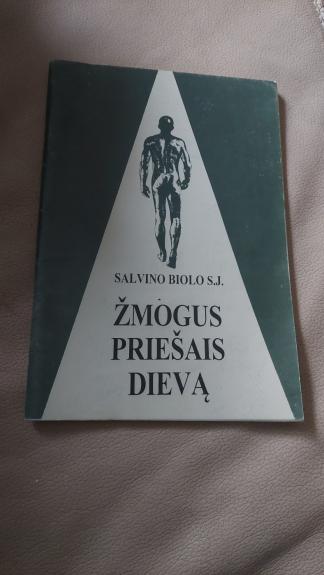 SALVINO BIOLO S.J.
ŽMOGUS
PRIEŠAIS
DIEVĄ